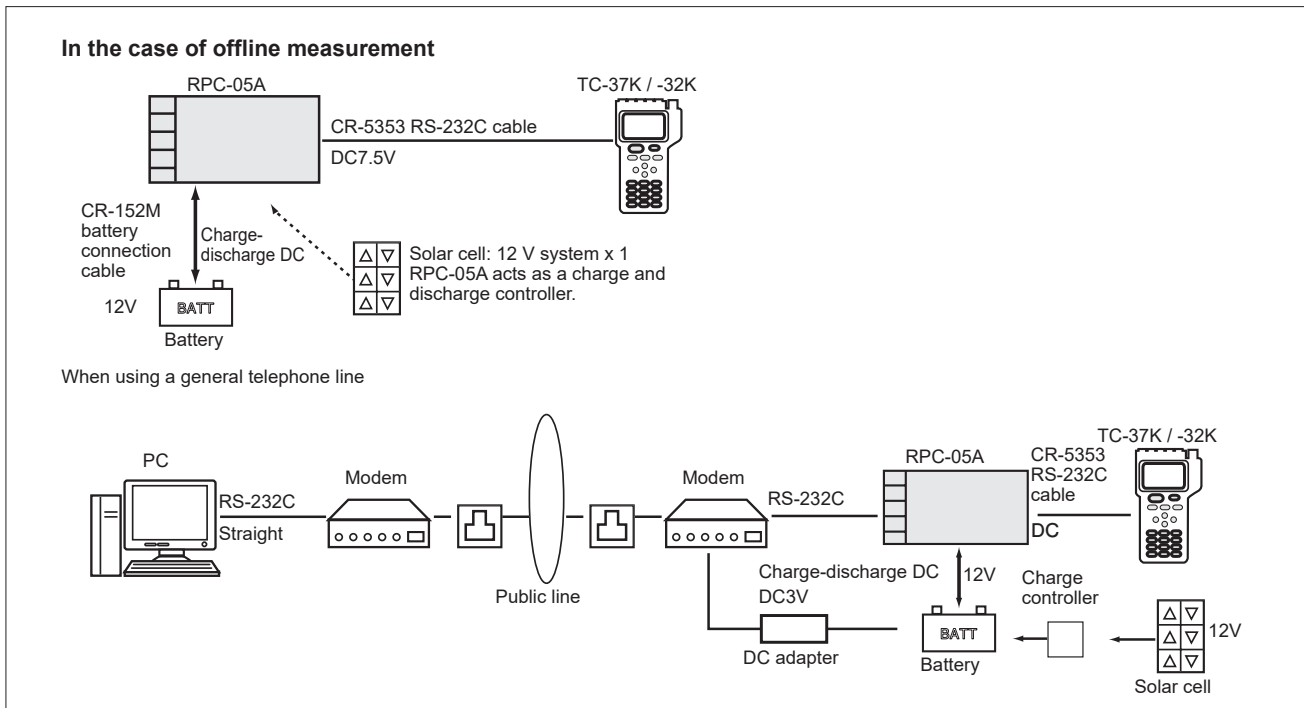 In the case of offline measurement
RPC-05A
TC-37K / -32K
CR-5353 RS-232C cable
DC7.5V
CR-152M
battery
connection
cable
Charge-
discharge DC
Solar cell: 12 V system x 1
RPC-05A acts as a charge and
discharge controller.
12V
BATT
Battery
When using a general telephone line
PC
RS-232C
Straight
Modem
Public line
Modem
RS-232C
RPC-05A
CR-5353
RS-232C
cable
DC
TC-37K / -32K
Charge-discharge DC
12V
DC3V
DC adapter
BATT
Battery
Charge
controller
12V
Solar cell